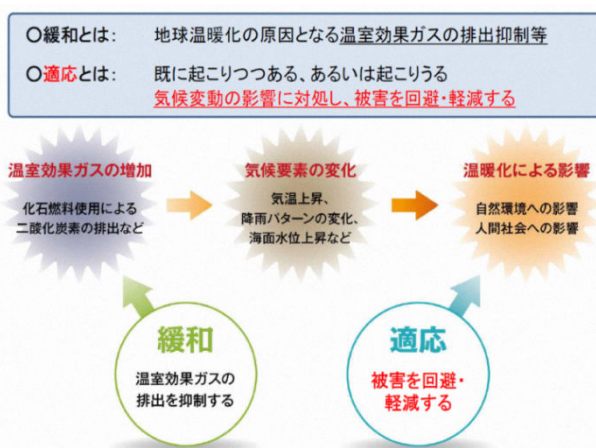 〇緩和とは： 地球温暖化の原因となる温室効果ガスの排出抑制等
〇適応とは： 既に起こりつつある、あるいは起こりうる
気候変動の影響に対処し、被害を回避・軽減する
温室効果ガスの増加
化石燃料使用による
二酸化炭素の排出など
気候要素の変化
気温上昇、
降雨パターンの変化、
海面水位上昇など
温暖化による影響
自然環境への影響
人間社会への影響
緩和
温室効果ガスの
排出を抑制する
適応
被害を回避・
軽減する